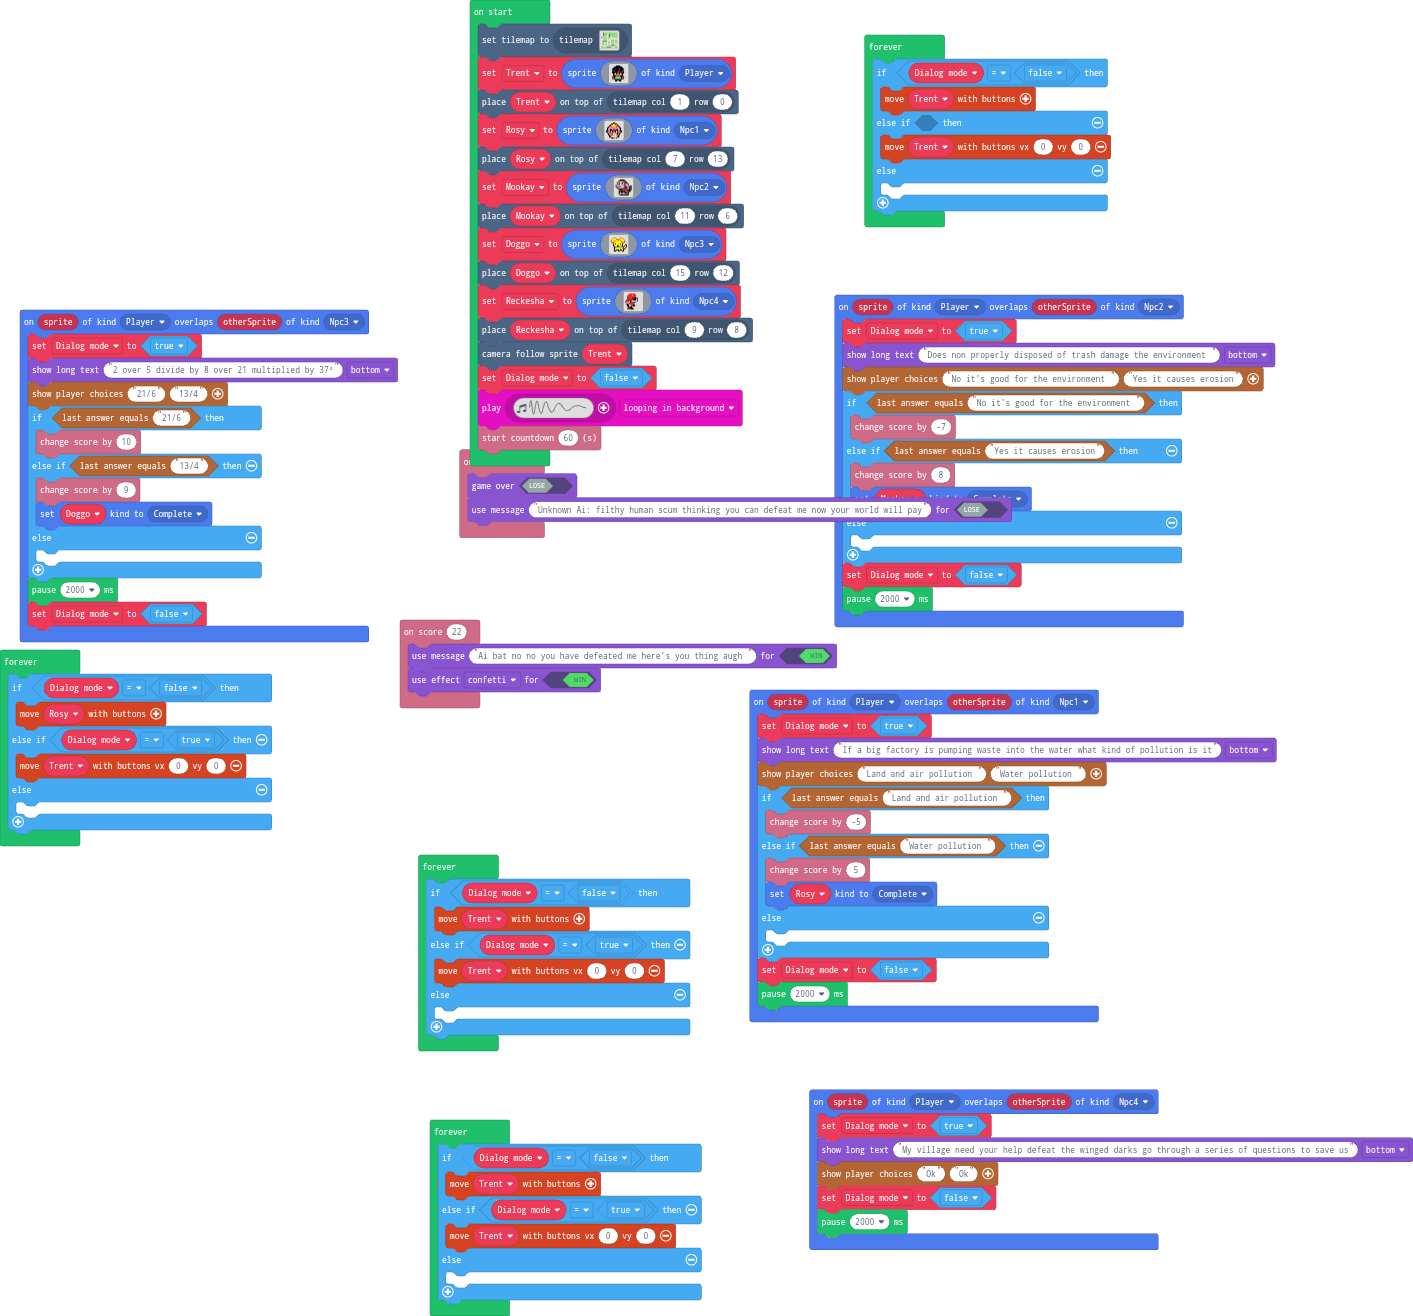 on start
set tilemap to tilemap
set Trent to sprite of kind Player
place Trent on top of tilemap col 1 row 0
set Rosy to sprite of kind Npc1
place Rosy on top of tilemap col 7 row 13
set Mookay to sprite of kind Npc2
place Mookay on top of tilemap col 11 row 6
set Doggo to sprite of kind Npc3
place Doggo on top of tilemap col 15 row 12
set Reckesha to sprite of kind Npc4
place Reckesha on top of tilemap col 9 row 8
camera follow sprite Trent
set Dialog mode to false
play looping in background
start countdown 60 (s)
game over LOSE
use message "Unknown Ai: filthy human scum thinking you can defeat me now your world will pay" for LOSE
forever
if Dialog mode = false then
move Trent with buttons
else if then
move Trent with buttons vx 0 vy 0
else
on sprite of kind Player overlaps otherSprite of kind Npc3
set Dialog mode to true
show long text "2 over 5 divide by 8 over 21 multiplied by 37²" bottom
show player choices "21/6" "13/4"
if last answer equals "21/6" then
change score by 10
else if last answer equals "13/4" then
change score by 9
set Doggo kind to Complete
else
pause 2000 ms
set Dialog mode to false
on sprite of kind Player overlaps otherSprite of kind Npc2
set Dialog mode to true
show long text "Does non properly disposed of trash damage the environment" bottom
show player choices "No it's good for the environment" "Yes it causes erosion"
if last answer equals "No it's good for the environment" then
change score by -7
else if last answer equals "Yes it causes erosion" then
change score by 8
else
set Dialog mode to false
pause 2000 ms
on score 22
use message "Ai bat no no you have defeated me here's you thing augh" for WIN
use effect confetti for WIN
forever
if Dialog mode = false then
move Rosy with buttons
else if Dialog mode = true then
move Trent with buttons vx 0 vy 0
else
on sprite of kind Player overlaps otherSprite of kind Npc1
set Dialog mode to true
show long text "If a big factory is pumping waste into the water what kind of pollution is it" bottom
show player choices "Land and air pollution" "Water pollution"
if last answer equals "Land and air pollution" then
change score by -5
else if last answer equals "Water pollution" then
change score by 5
set Rosy kind to Complete
else
set Dialog mode to false
pause 2000 ms
forever
if Dialog mode = false then
move Trent with buttons
else if Dialog mode = true then
move Trent with buttons vx 0 vy 0
else
on sprite of kind Player overlaps otherSprite of kind Npc4
set Dialog mode to true
show long text "My village need your help defeat the winged darks go through a series of questions to save us" bottom
show player choices "Ok" "Ok"
set Dialog mode to false
pause 2000 ms
forever
if Dialog mode = false then
move Trent with buttons
else if Dialog mode = true then
move Trent with buttons vx 0 vy 0
else